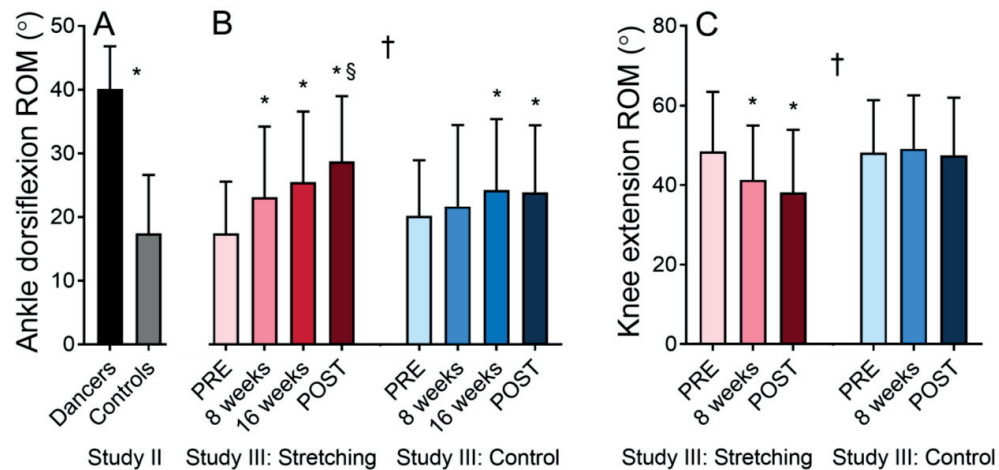 A
B
C
Ankle dorsiflexion ROM (°)
50
40
30
20
10
0
*
*
*
* §
†
*
*
Dancers
Controls
PRE
8 weeks
16 weeks
POST
PRE
8 weeks
16 weeks
POST
Study II
Study III: Stretching
Study III: Control
Knee extension ROM (°)
80
60
40
20
0
*
*
†
PRE
8 weeks
POST
PRE
8 weeks
POST
Study III: Stretching
Study III: Control